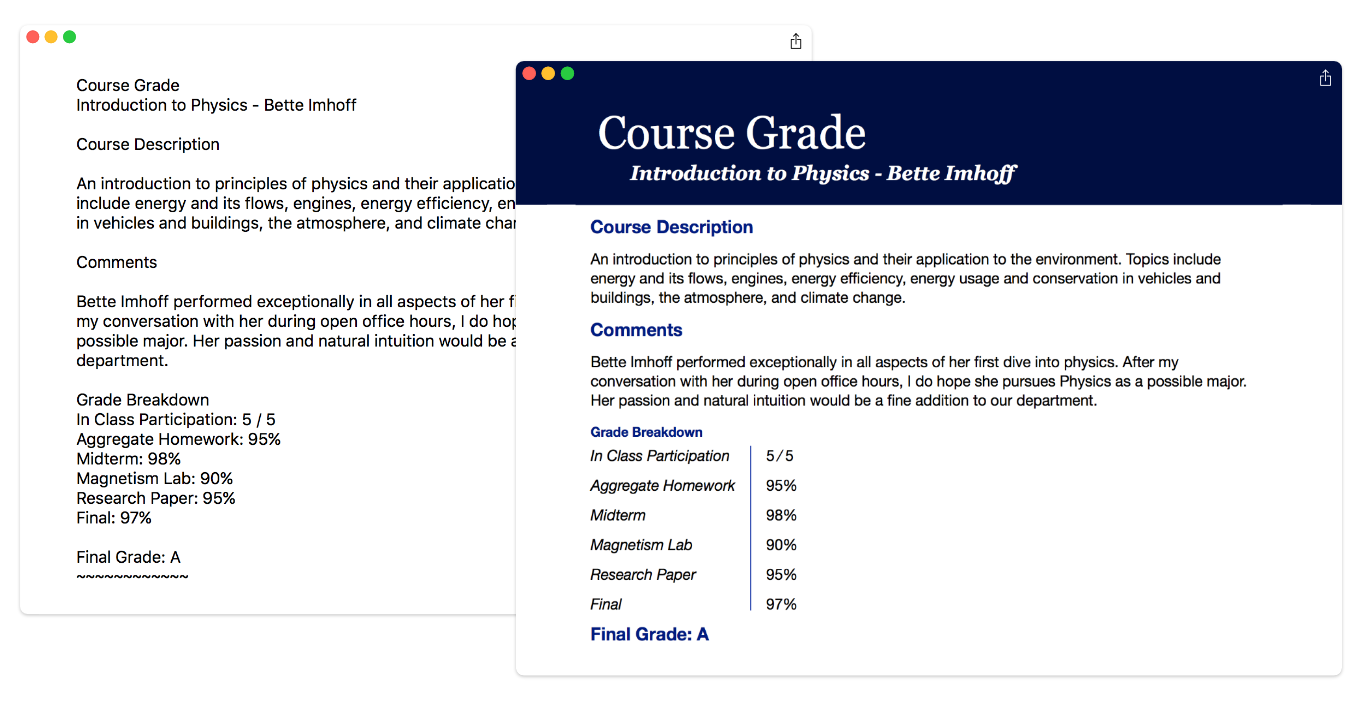 Course Grade
Introduction to Physics - Bette Imhoff
Course Description
An introduction to principles of physics and their applicatio
include energy and its flows, engines, energy efficiency, en
in vehicles and buildings, the atmosphere, and climate chan
Comments
Bette Imhoff performed exceptionally in all aspects of her fi
my conversation with her during open office hours, I do hop
possible major. Her passion and natural intuition would be a
department.
Grade Breakdown
In Class Participation: 5 / 5
Aggregate Homework: 95%
Midterm: 98%
Magnetism Lab: 90%
Research Paper: 95%
Final: 97%
Final Grade: A
~~~~~~~~~~~~
Course Grade
Introduction to Physics - Bette Imhoff
Course Description
An introduction to principles of physics and their application to the environment. Topics include
energy and its flows, engines, energy efficiency, energy usage and conservation in vehicles and
buildings, the atmosphere, and climate change.
Comments
Bette Imhoff performed exceptionally in all aspects of her first dive into physics. After my
conversation with her during open office hours, I do hope she pursues Physics as a possible major.
Her passion and natural intuition would be a fine addition to our department.
Grade Breakdown
In Class Participation 5/5
Aggregate Homework 95%
Midterm 98%
Magnetism Lab 90%
Research Paper 95%
Final 97%
Final Grade: A